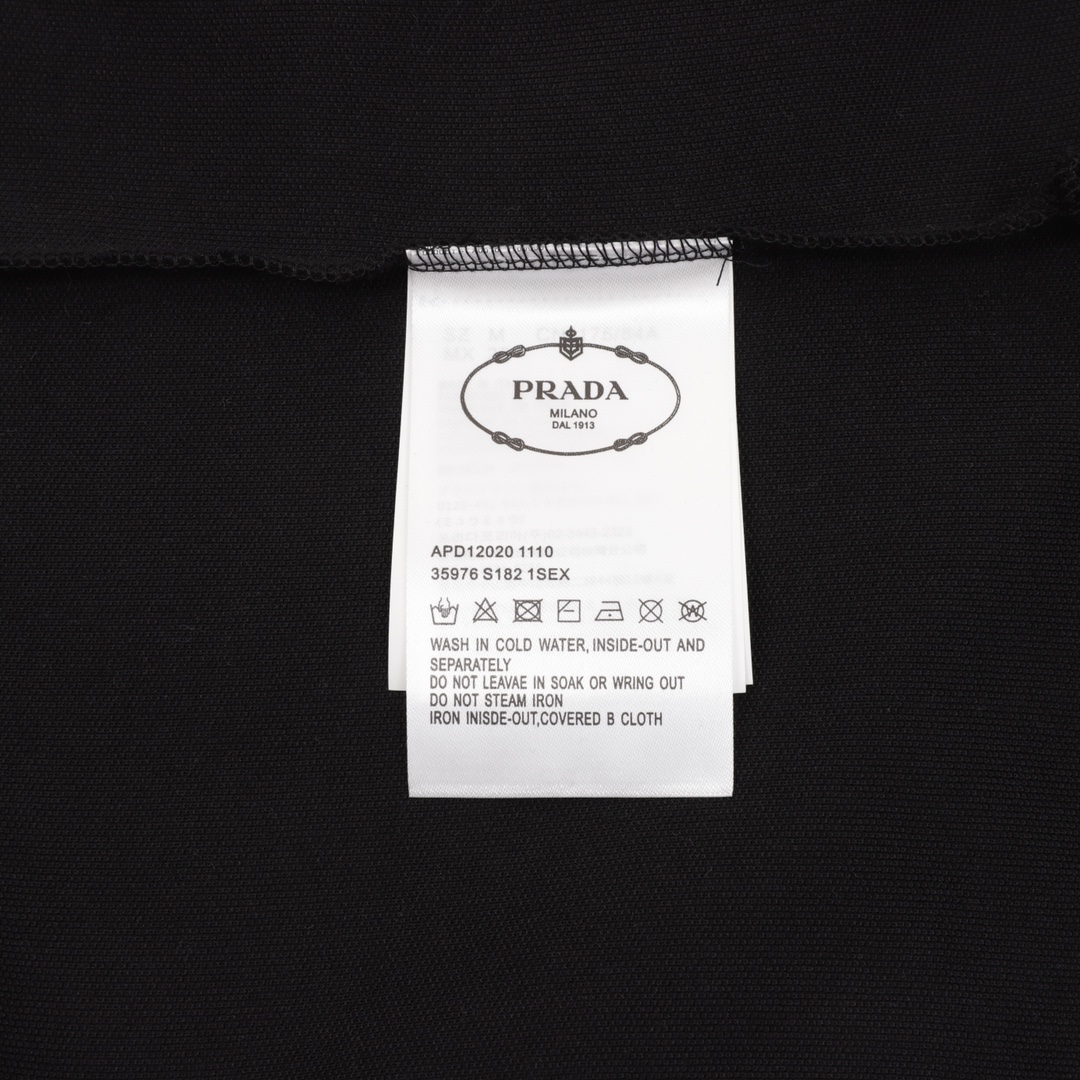 PRADA
MILANO
DAL 1913
APD12020 1110
35976 S182 1SEX
WASH IN COLD WATER, INSIDE-OUT AND
SEPARATELY
DO NOT LEAVAE IN SOAK OR WRING OUT
DO NOT STEAM IRON
IRON INISDE-OUT,COVERED B CLOTH